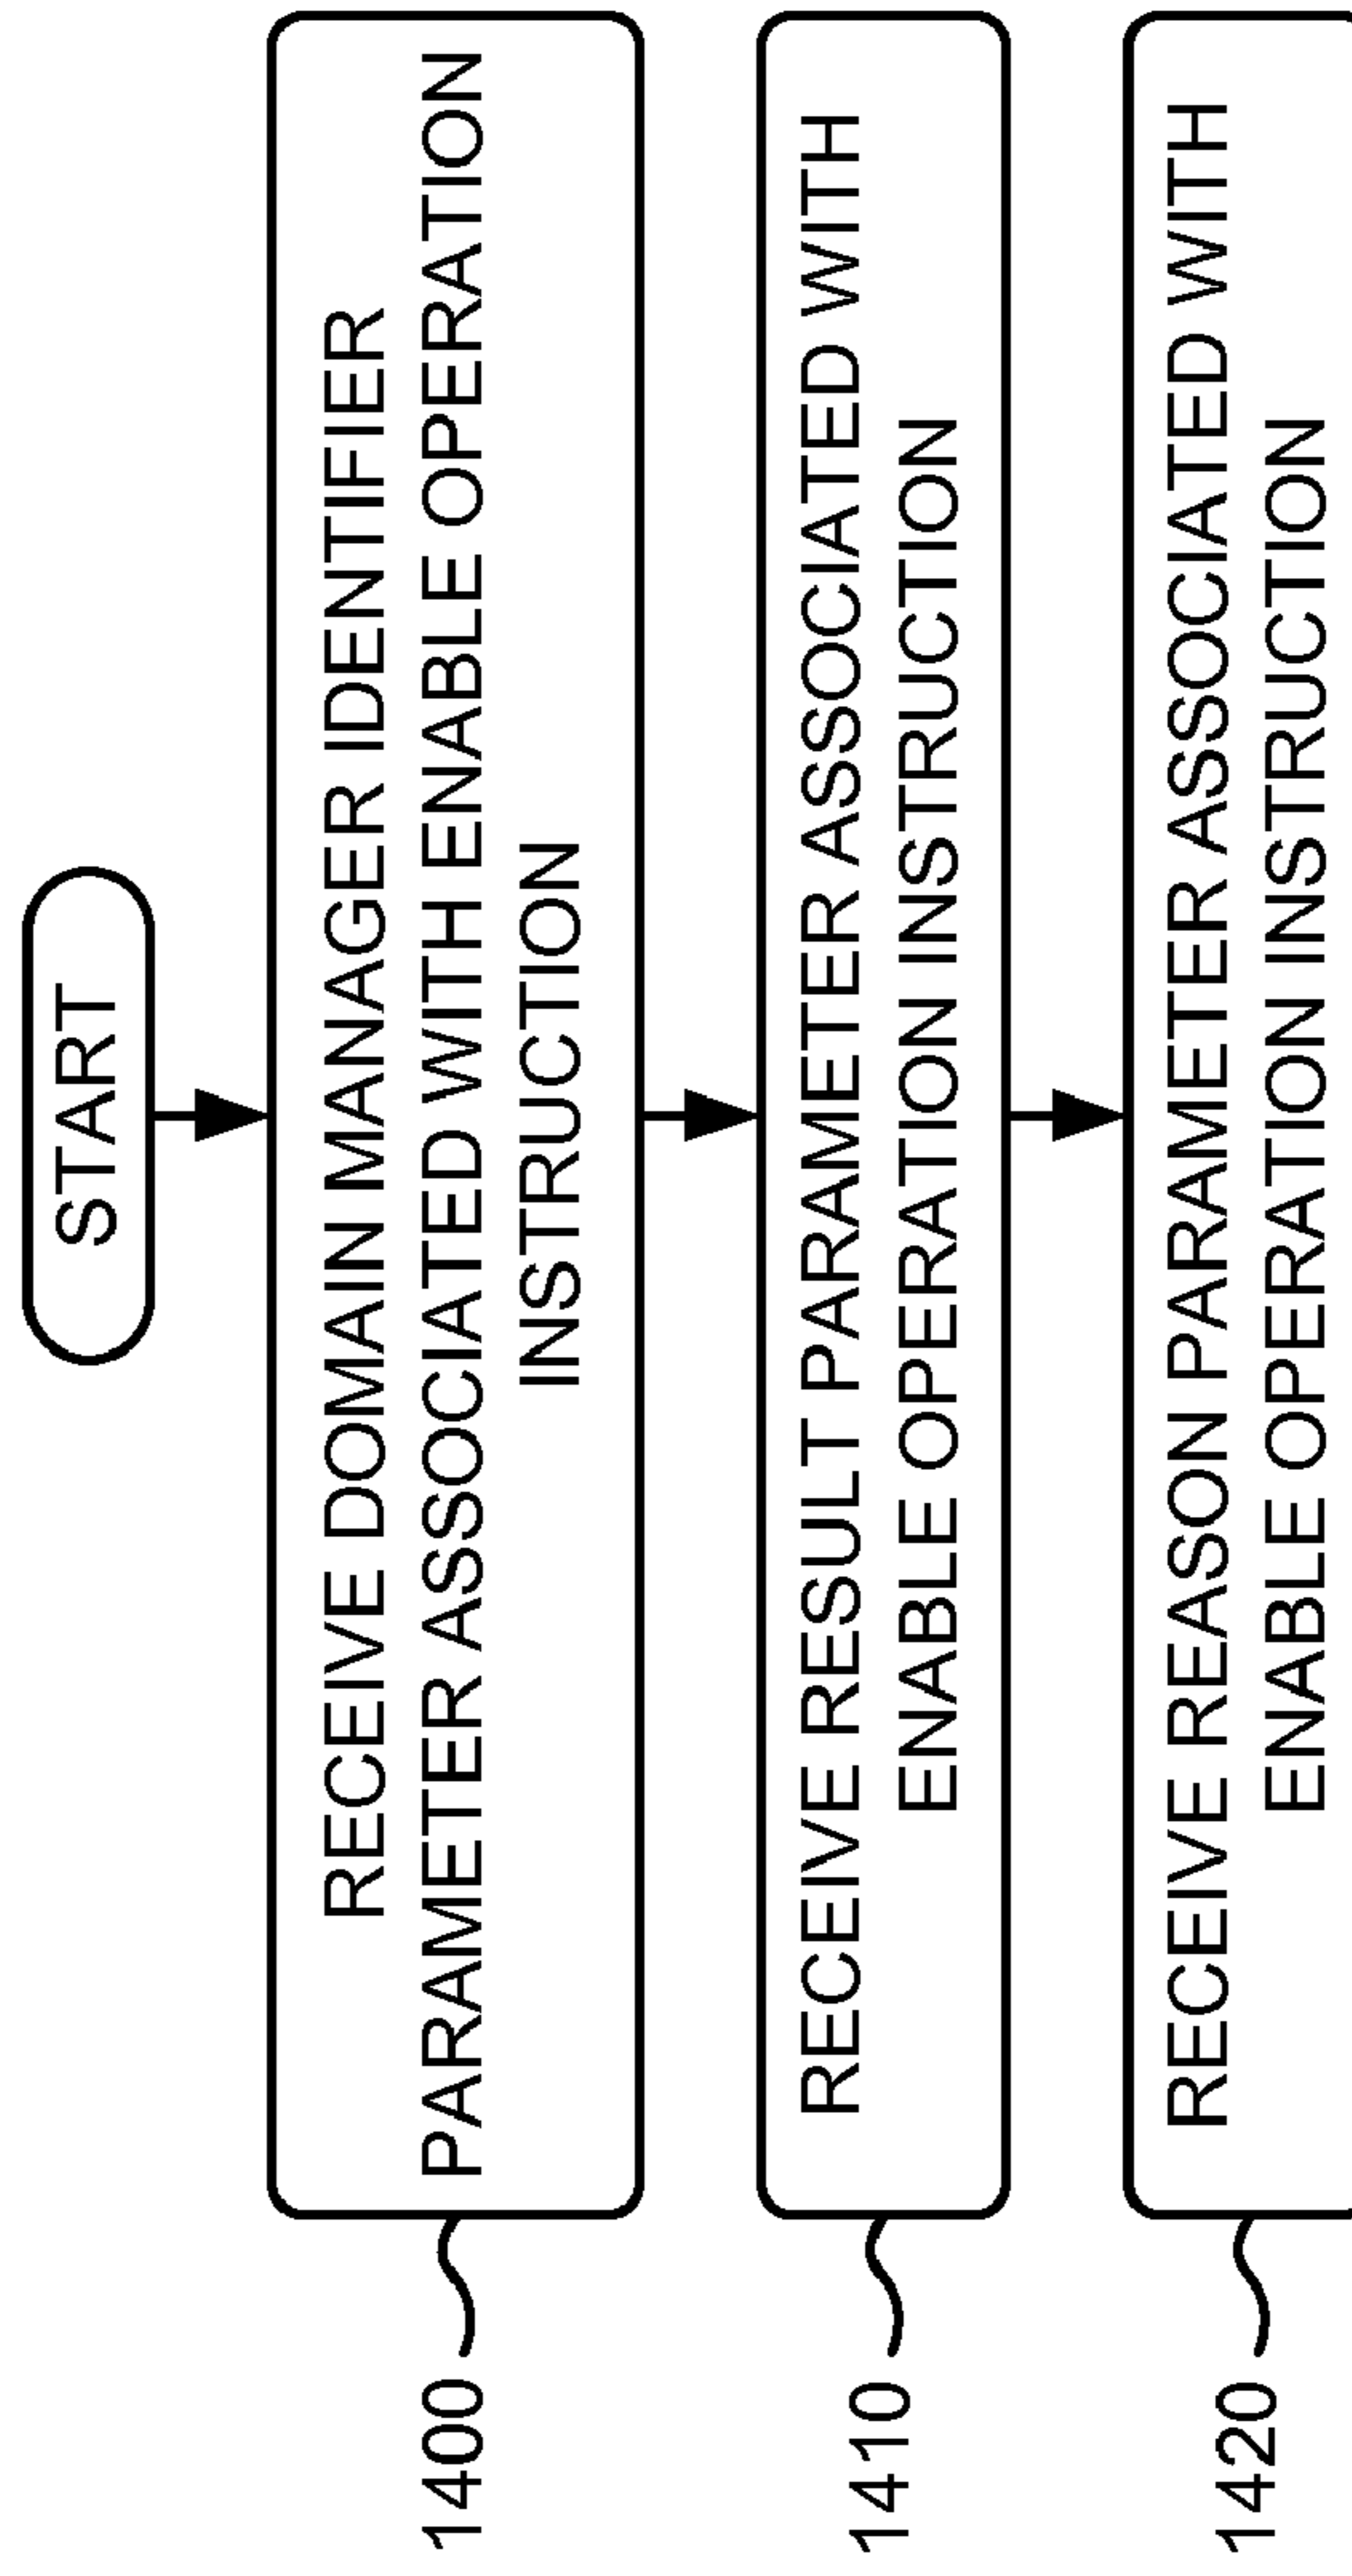 START
RECEIVE DOMAIN MANAGER IDENTIFIER
PARAMETER ASSOCIATED WITH ENABLE OPERATION
INSTRUCTION
1400
RECEIVE RESULT PARAMETER ASSOCIATED WITH
ENABLE OPERATION INSTRUCTION
1410
RECEIVE REASON PARAMETER ASSOCIATED WITH
ENABLE OPERATION INSTRUCTION
1420